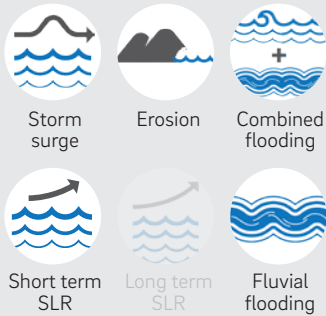 Storm
surge
Erosion
Combined
flooding
Short term
SLR
Long term
SLR
Fluvial
flooding